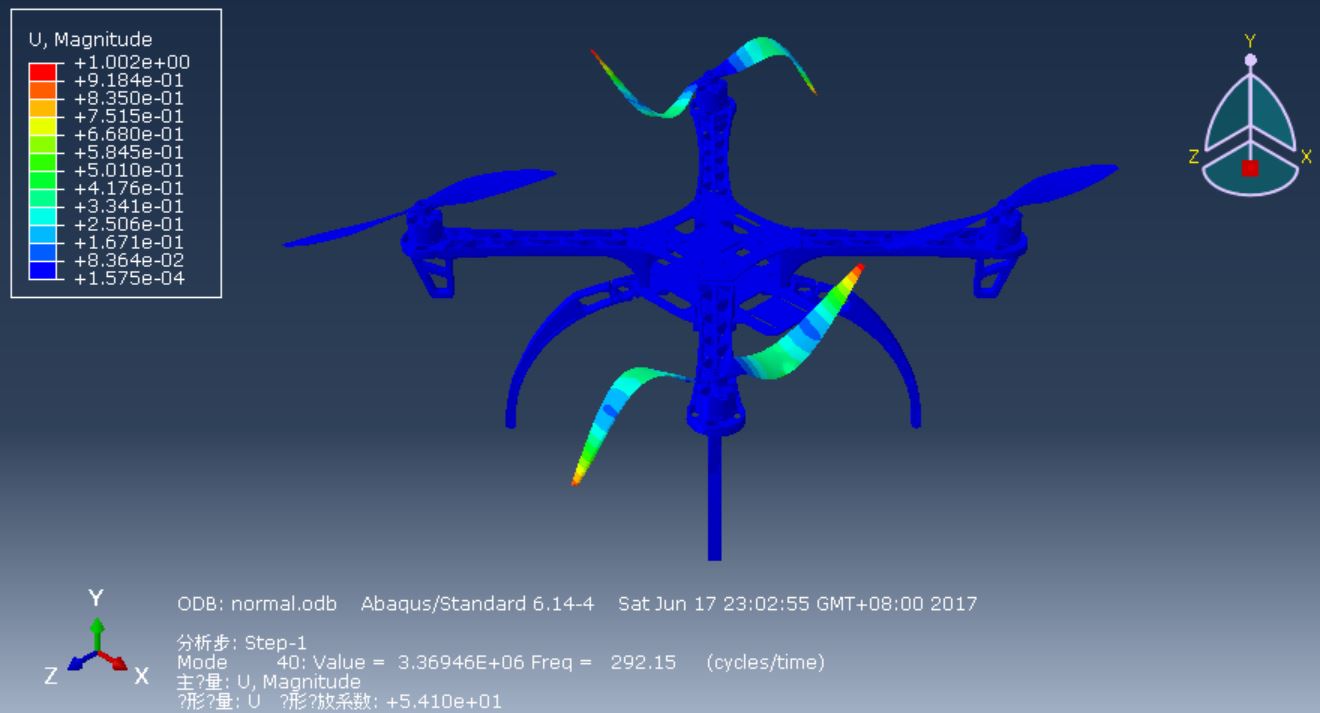 U, Magnitude
+1.002e+00
+9.184e-01
+8.350e-01
+7.515e-01
+6.680e-01
+5.845e-01
+5.010e-01
+4.176e-01
+3.341e-01
+2.506e-01
+1.671e-01
+8.364e-02
+1.575e-04
Y
Z X
Y
Z X
ODB: normal.odb Abaqus/Standard 6.14-4 Sat Jun 17 23:02:55 GMT+08:00 2017
分析步: Step-1
Mode 40: Value = 3.36946E+06 Freq = 292.15 (cycles/time)
主?量: U, Magnitude
?形?量: U ?形?放系数: +5.410e+01